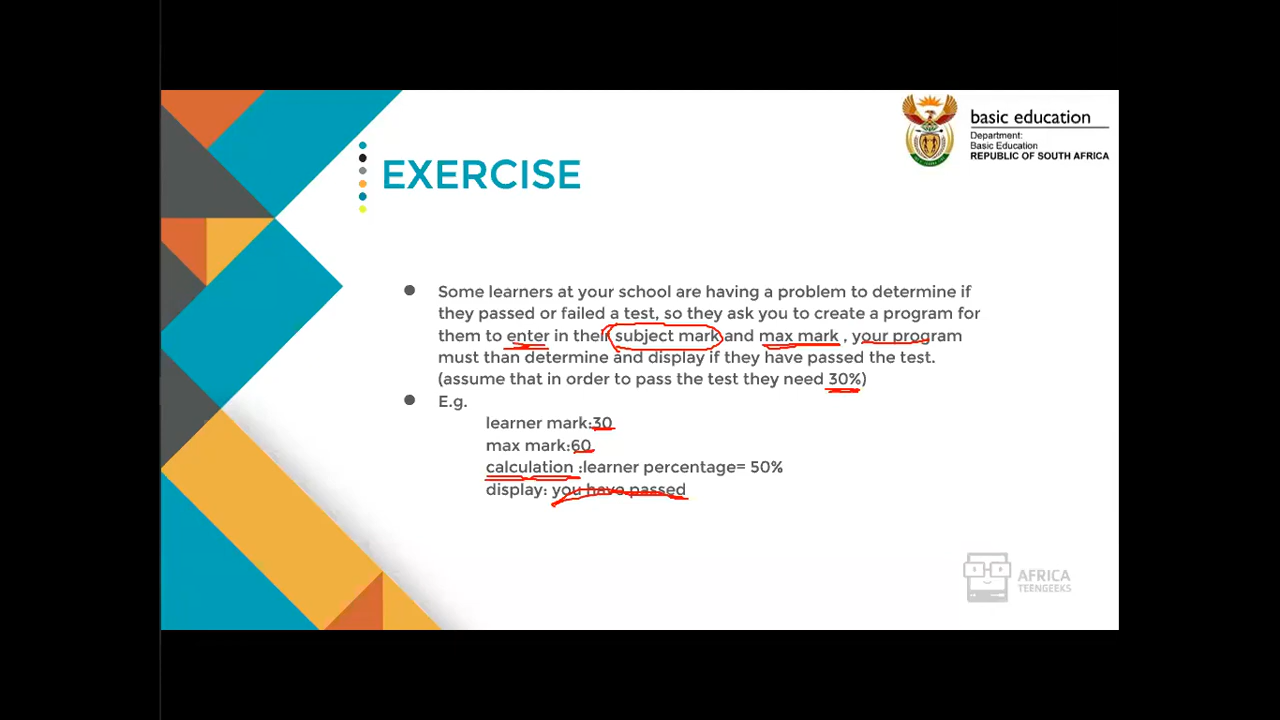 basic education
Department:
Basic Education
REPUBLIC OF SOUTH AFRICA
EXERCISE
Some learners at your school are having a problem to determine if
they passed or failed a test, so they ask you to create a program for
them to enter in their subject mark and max mark , your program
must than determine and display if they have passed the test.
(assume that in order to pass the test they need 30%)
E.g.
learner mark:30
max mark:60
calculation :learner percentage= 50%
display: you have passed
AFRICA
TEENGEEKS